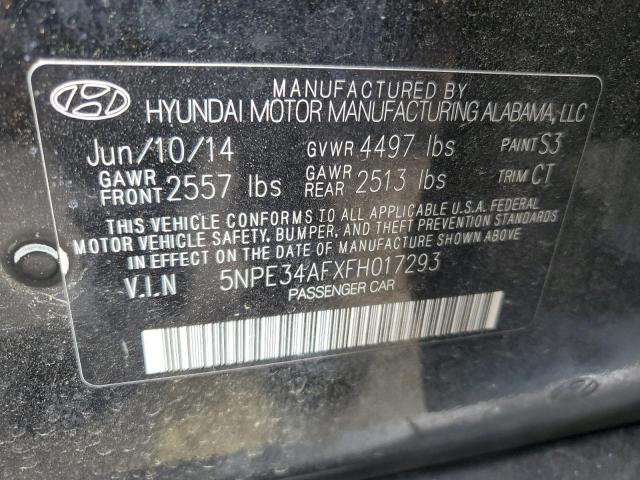 MANUFACTURED BY
HYUNDAI MOTOR MANUFACTURING ALABAMA, LLC
Jun/10/14 GVWR 4497 lbs PAINT S3
GAWR FRONT 2557 lbs GAWR REAR 2513 lbs TRIM CT
THIS VEHICLE CONFORMS TO ALL APPLICABLE U.S.A. FEDERAL
MOTOR VEHICLE SAFETY, BUMPER, AND THEFT PREVENTION STANDARDS
IN EFFECT ON THE DATE OF MANUFACTURE SHOWN ABOVE.
V.I.N 5NPE34AFXFH017293
PASSENGER CAR